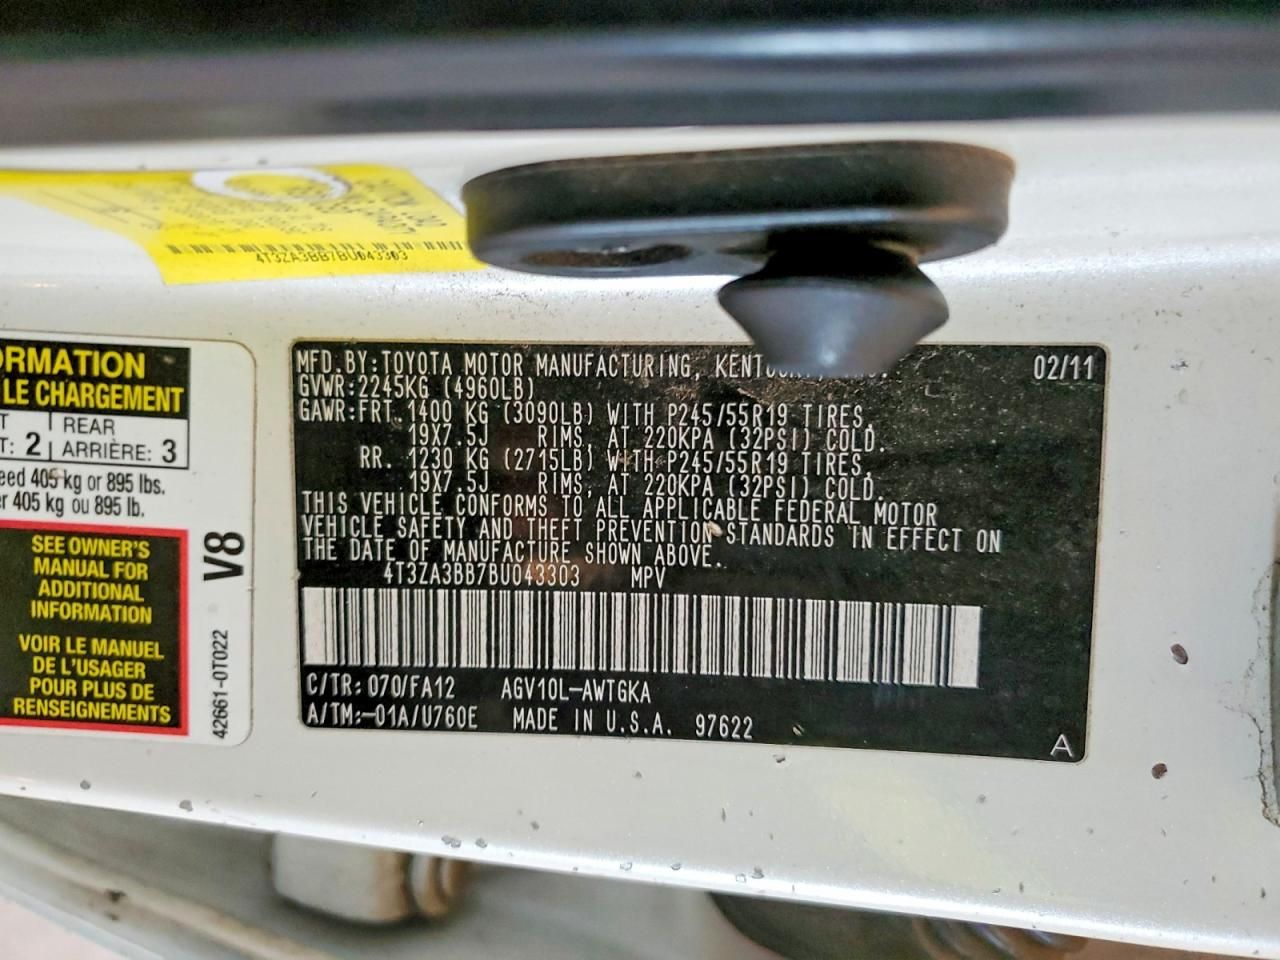 4T3ZA3BB7BU043303
ORMATION
LE CHARGEMENT
REAR
: 2 ARRIÈRE: 3
eed 405 kg or 895 lbs.
er 405 kg ou 895 lb.
SEE OWNER'S
MANUAL FOR
ADDITIONAL
INFORMATION
VOIR LE MANUEL
DE L'USAGER
POUR PLUS DE
RENSEIGNEMENTS
V8
42661-0T022
MFD.BY:TOYOTA MOTOR MANUFACTURING, 02/11
GVWR:2245KG (4960LB)
GAWR:FRT. 1400 KG (3090LB) WITH P245/55R19 TIRES,
19X7.5J RIMS, AT 220KPA (32PSI) COLD.
RR. 1230 KG (2715LB) WITH P245/55R19 TIRES,
19X7.5J RIMS, AT 220KPA (32PSI) COLD.
THIS VEHICLE CONFORMS TO ALL APPLICABLE FEDERAL MOTOR
VEHICLE SAFETY AND THEFT PREVENTION STANDARDS IN EFFECT ON
THE DATE OF MANUFACTURE SHOWN ABOVE.
4T3ZA3BB7BU043303 MPV
C/TR: 070/FA12 AGV10L-AWTGKA
A/TM:-01A/U760E MADE IN U.S.A. 97622
A